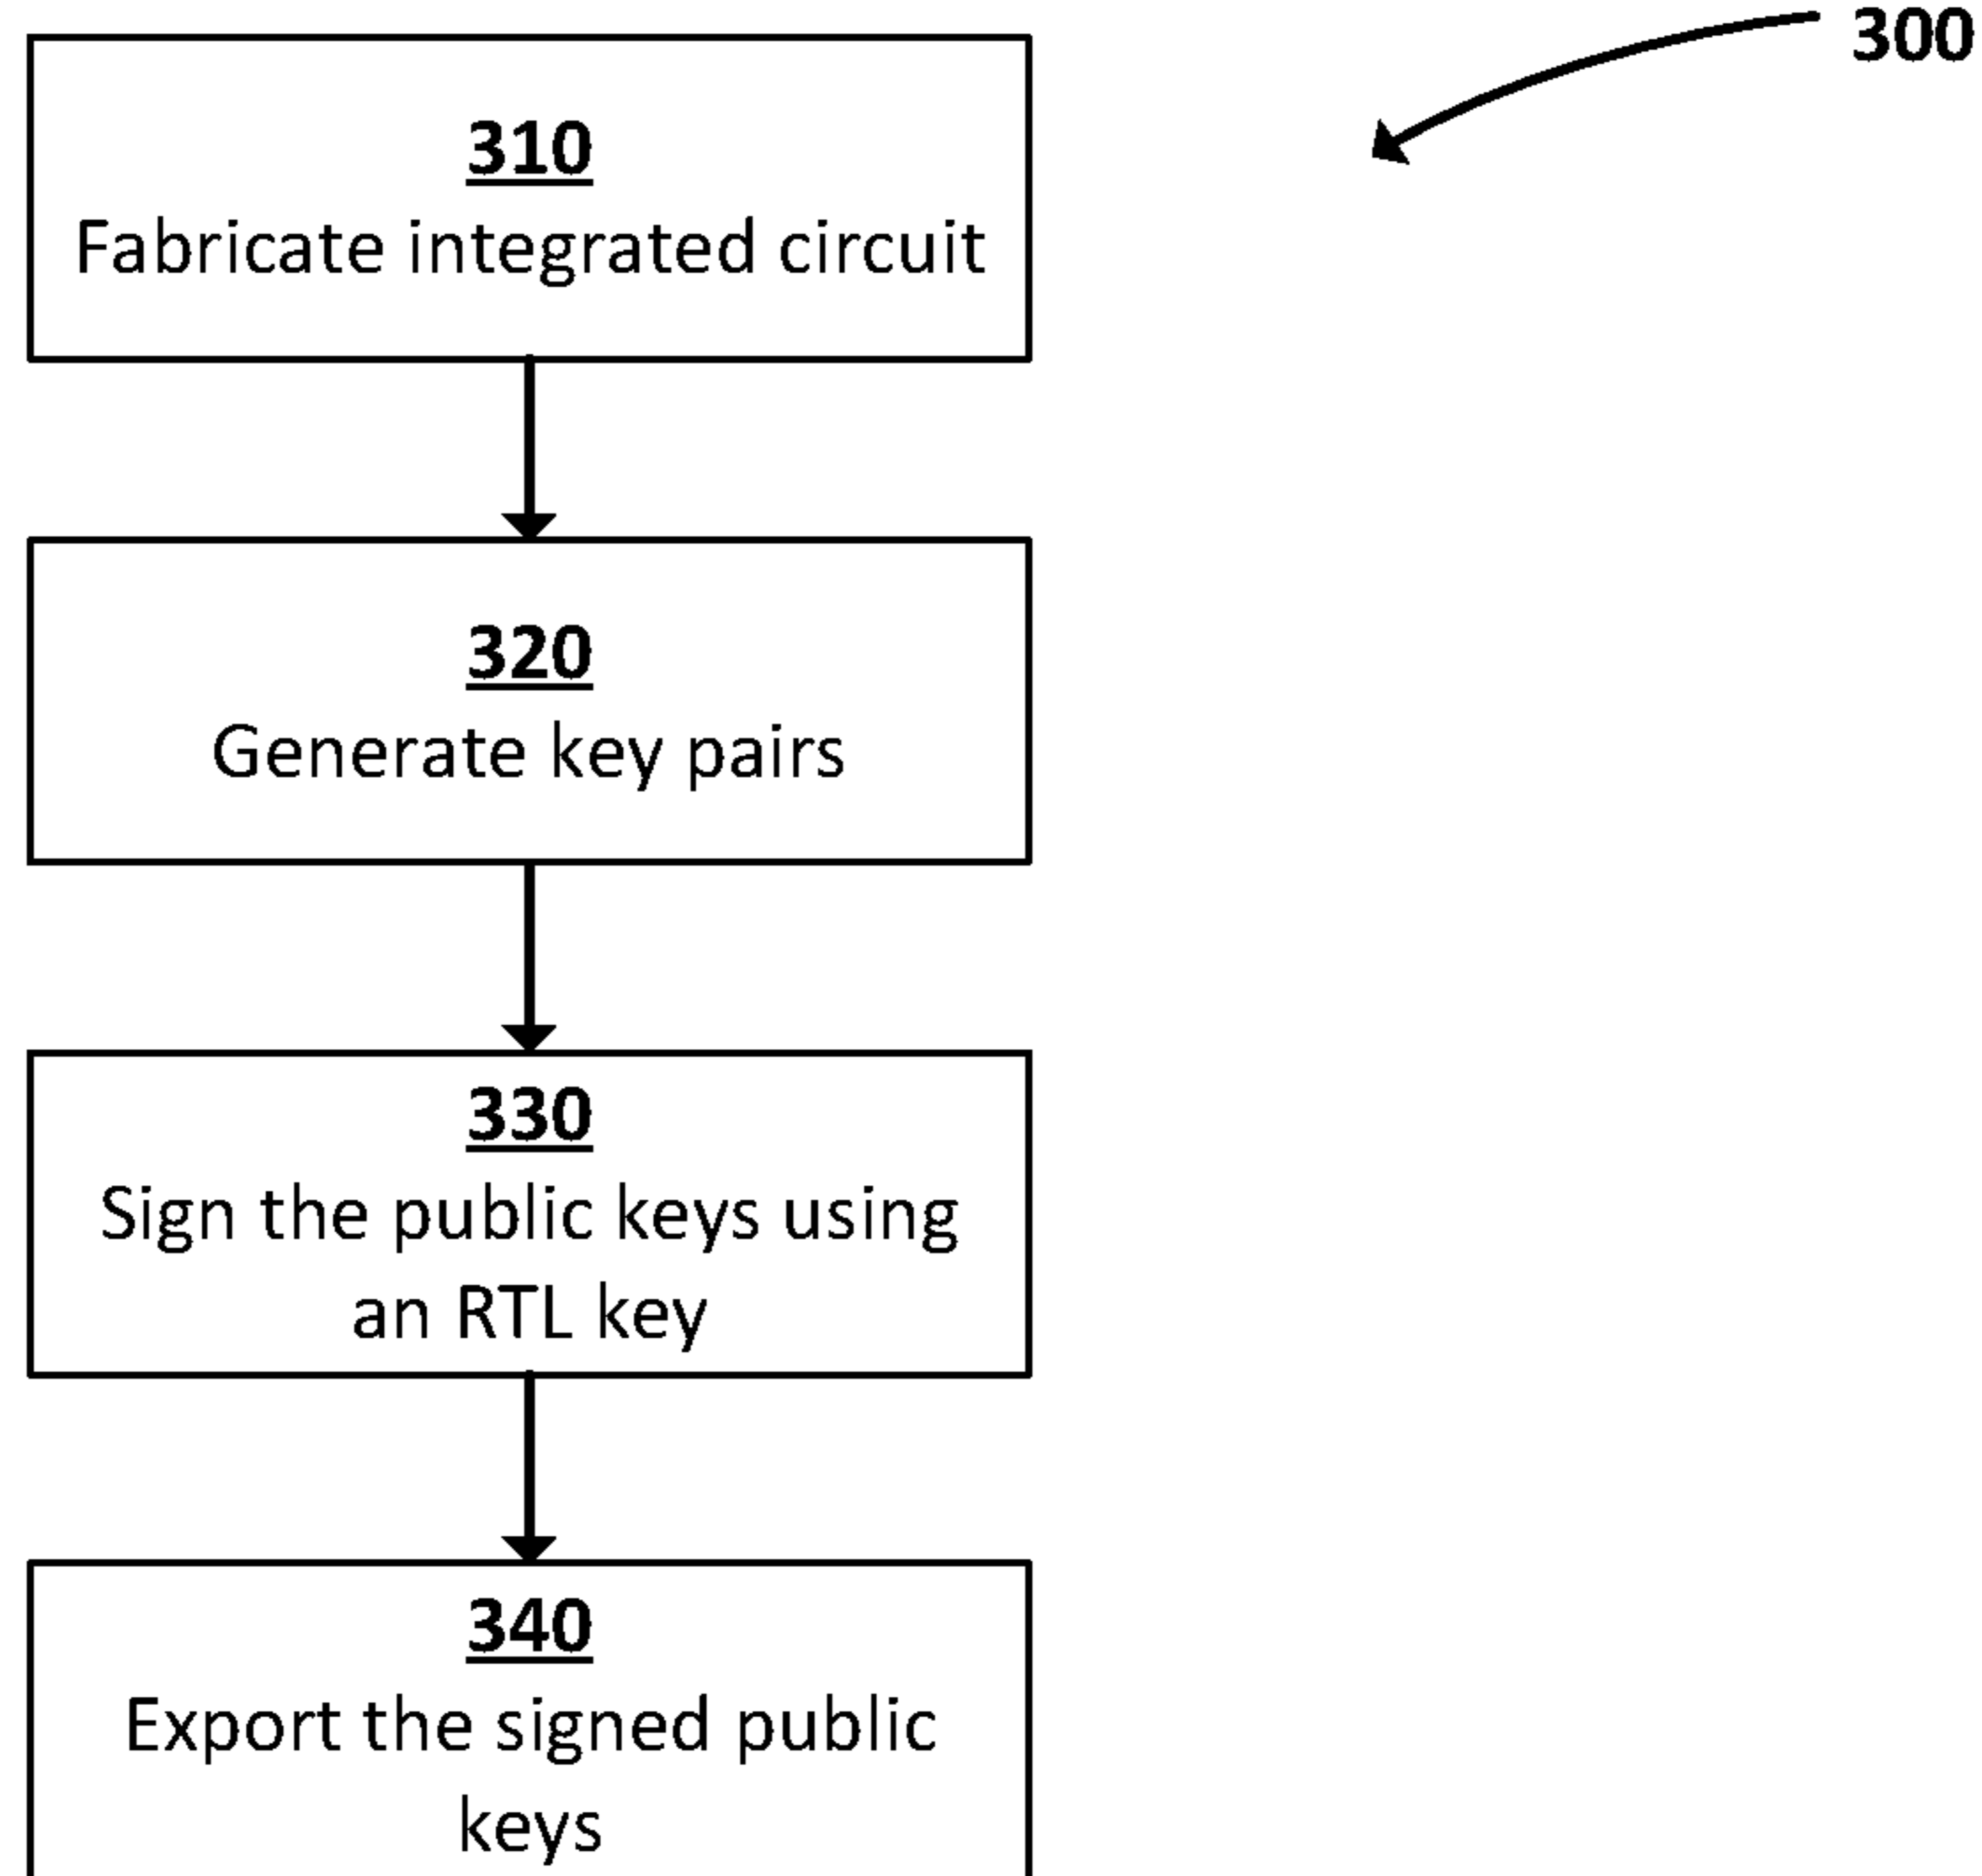 300
310
Fabricate integrated circuit
320
Generate key pairs
330
Sign the public keys using
an RTL key
340
Export the signed public
keys